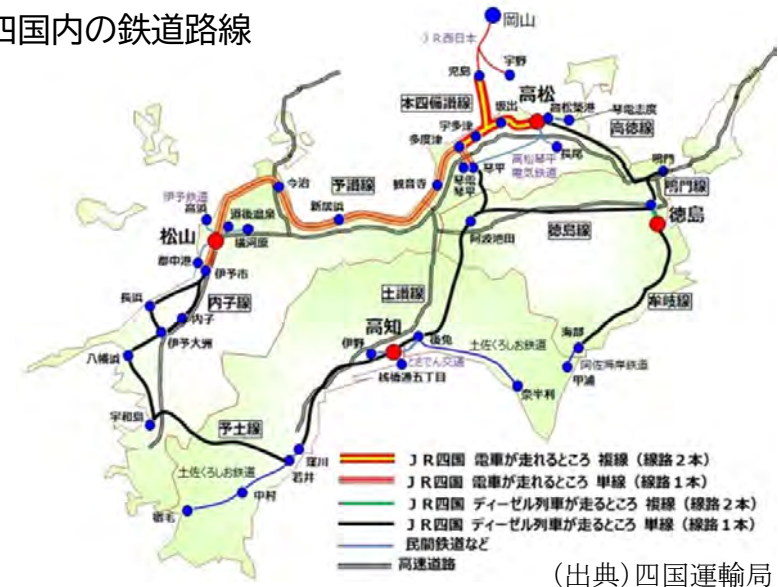 四国内の鉄道路線
岡山
JR西日本
児島
宇野
本四備讃線
高松
坂出
高松築港
琴電志度
宇多津
高徳線
多度津
高松琴平
電気鉄道
長尾
鳴門
琴電
琴平
琴平
鳴門線
観音寺
予讃線
今治
新居浜
伊予鉄道
高浜
道後温泉
松山
横河原
郡中港
伊予市
徳島
阿波池田
徳島線
長浜
内子線
内子
土讃線
牟岐線
伊予大洲
高知
伊野
後免
土佐くろしお鉄道
海部
八幡浜
とさでん交通
阿佐海岸鉄道
桟橋通五丁目
甲浦
奈半利
宇和島
予土線
窪川
若井
土佐くろしお鉄道
中村
宿毛
JR四国 電車が走れるところ 複線（線路2本）
JR四国 電車が走れるところ 単線（線路1本）
JR四国 ディーゼル列車が走るところ 複線（線路2本）
JR四国 ディーゼル列車が走るところ 単線（線路1本）
民間鉄道など
高速道路
(出典)四国運輸局